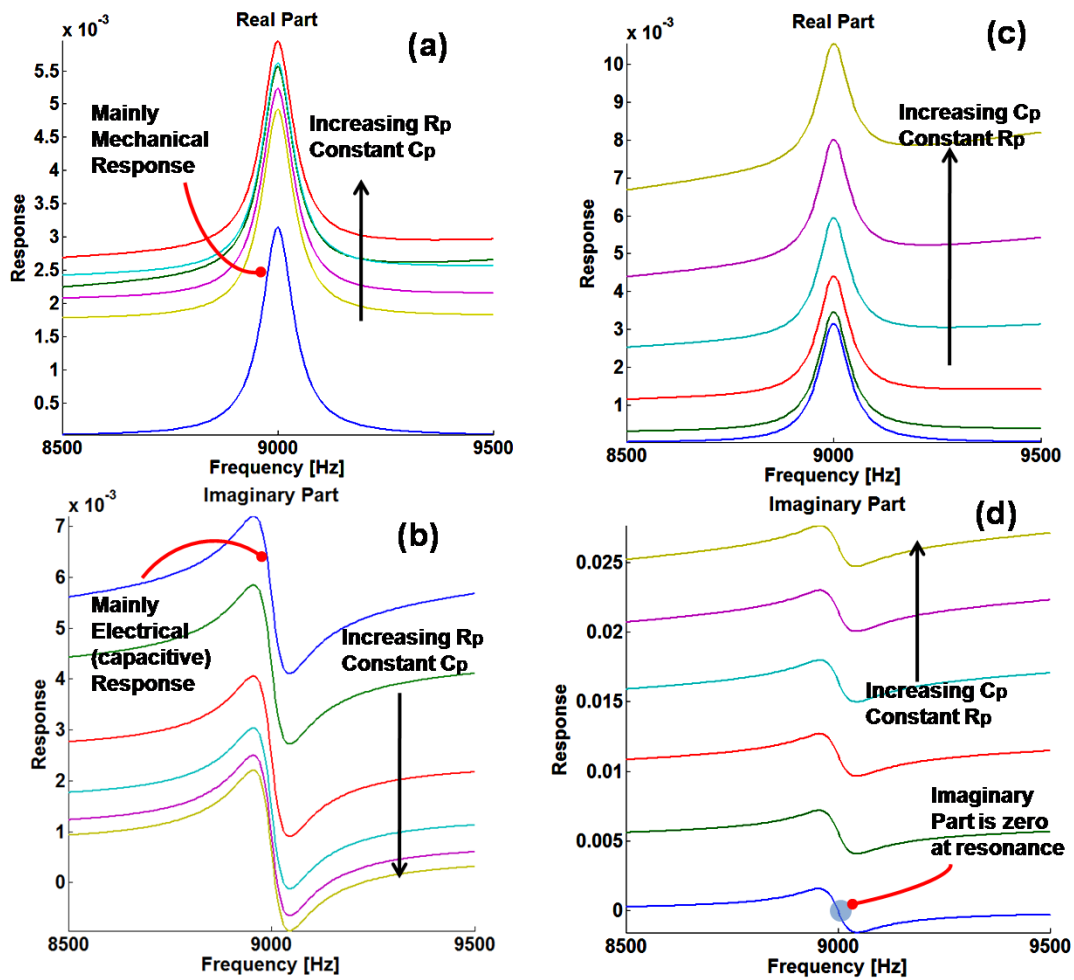 x 10⁻³
Real Part
(a)
5.5
5
4.5
4
3.5
3
2.5
2
1.5
1
0.5
Response
Mainly
Mechanical
Response
Increasing Rp
Constant Cp
8500
9000
9500
Frequency [Hz]
x 10⁻³
Real Part
(c)
10
9
8
7
6
5
4
3
2
1
Response
Increasing Cp
Constant Rp
8500
9000
9500
Frequency [Hz]
x 10⁻³
Imaginary Part
(b)
7
6
5
4
3
2
1
0
Response
Mainly
Electrical
(capacitive)
Response
Increasing Rp
Constant Cp
8500
9000
9500
Frequency [Hz]
Imaginary Part
(d)
0.025
0.02
0.015
0.01
0.005
0
Response
Increasing Cp
Constant Rp
Imaginary
Part is zero
at resonance
8500
9000
9500
Frequency [Hz]